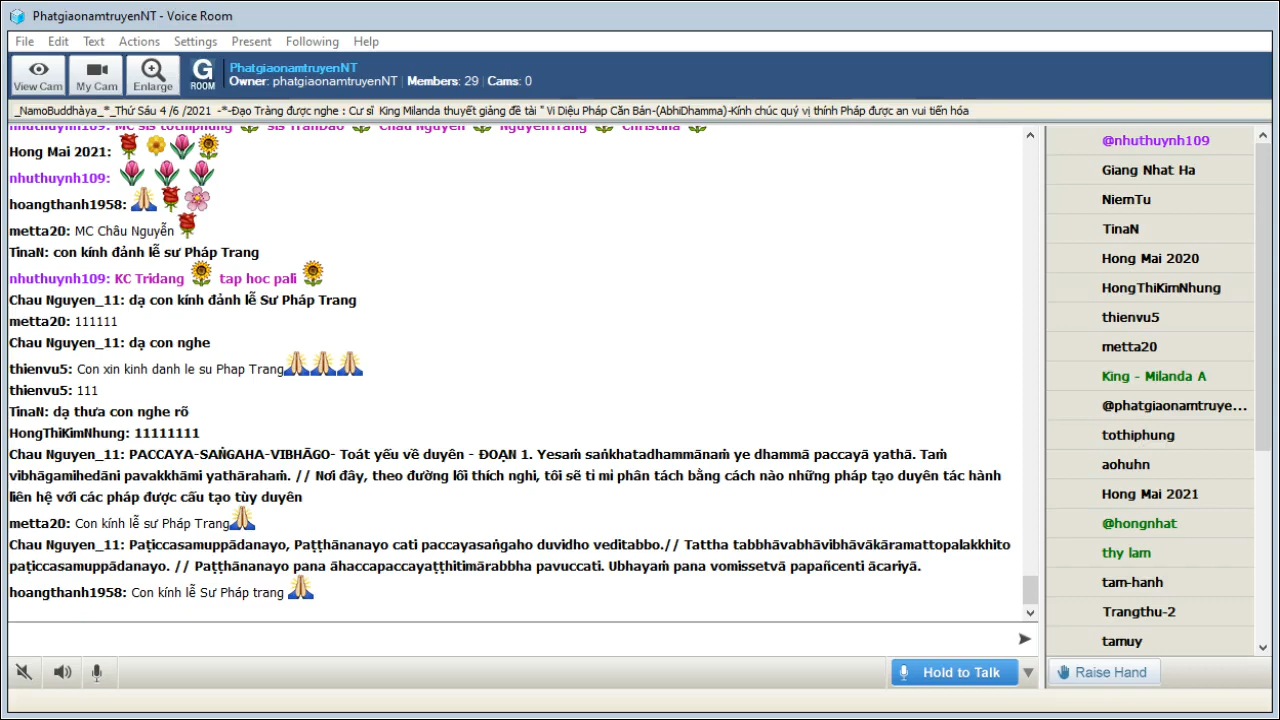 PhatgiaonamtruyenNT - Voice Room
File Edit Text Actions Settings Present Following Help
View Cam My Cam Enlarge G ROOM
PhatgiaonamtruyenNT
Owner: phatgiaonamtruyenNT Members: 29 Cams: 0
_NamoBuddhàya_*_Thứ Sáu 4 /6 /2021 -*-Đạo Tràng được nghe : Cư sĩ King Milanda thuyết giảng đề tài " Vi Diệu Pháp Căn Bản-(AbhiDhamma)-Kính chúc quý vị thính Pháp được an vui tiến hóa
nhuthuynh109: MC sis tothiphung sis TranDao Chau Nguyen NguyenTrang Christina
Hong Mai 2021:
nhuthuynh109:
hoangthanh1958:
metta20: MC Châu Nguyễn
TinaN: con kính đảnh lễ sư Pháp Trang
nhuthuynh109: KC Tridang tap hoc pali
Chau Nguyen_11: dạ con kính đảnh lễ Sư Pháp Trang
metta20: 111111
Chau Nguyen_11: dạ con nghe
thienvu5: Con xin kinh danh le su Phap Trang
thienvu5: 111
TinaN: dạ thưa con nghe rõ
HongThiKimNhung: 11111111
Chau Nguyen_11: PACCAYA-SAṄGAHA-VIBHĀGO- Toát yếu về duyên - ĐOẠN 1. Yesaṁ saṅkhatadhammānaṁ ye dhammā paccayā yathā. Taṁ
vibhāgamihedāni pavakkhāmi yathārahaṁ. // Nơi đây, theo đường lối thích nghi, tôi sẽ tỉ mỉ phân tách bằng cách nào những pháp tạo duyên tác hành
liên hệ với các pháp được cấu tạo tùy duyên
metta20: Con kính lễ sư Pháp Trang
Chau Nguyen_11: Paṭiccasamuppādanayo, Paṭṭhānanayo cati paccayasaṅgaho duvidho veditabbo.// Tattha tabbhāvabhāvibhāvākāramattopalakkhito
paṭiccasamuppādanayo. // Paṭṭhānanayo pana āhaccapaccayaṭṭhitimārabbha pavuccati. Ubhayaṃ pana vomissetvā papañcenti ācariyā.
hoangthanh1958: Con kính lễ Sư Pháp trang
Hold to Talk
@nhuthuynh109
Giang Nhat Ha
NiemTu
TinaN
Hong Mai 2020
HongThiKimNhung
thienvu5
metta20
King - Milanda A
@phatgiaonamtruye...
tothiphung
aohuhn
Hong Mai 2021
@hongnhat
thy lam
tam-hanh
Trangthu-2
tamuy
Raise Hand